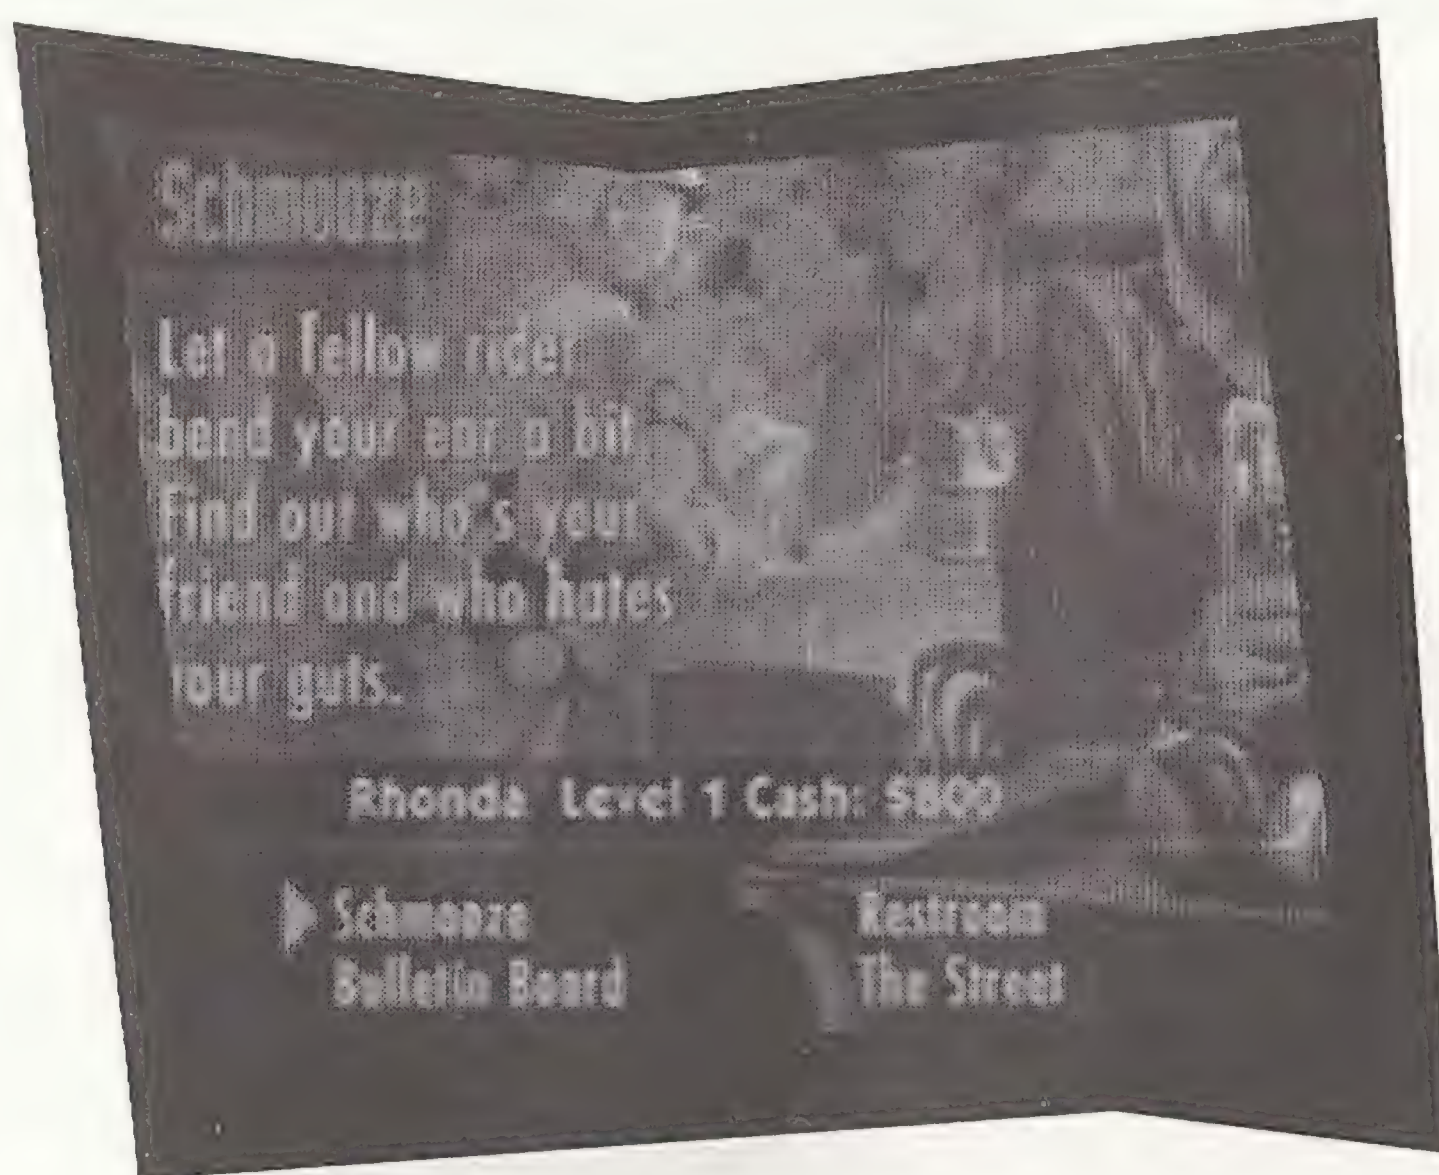 Schmooze
Let a fellow rider
bend your ear a bit.
Find out who's your
friend and who hates
your guts.
Rhonda Level 1 Cash: $800
Schmooze
Restroom
Bulletin Board
The Street